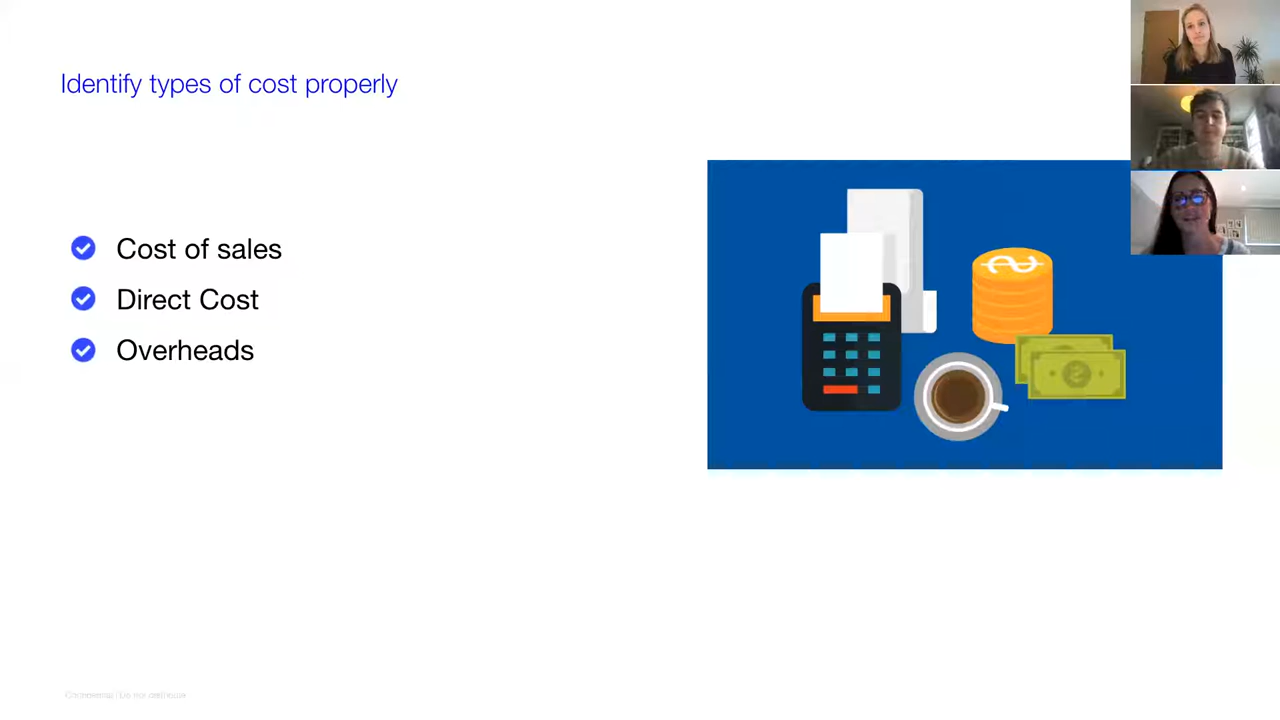 Identify types of cost properly
Cost of sales
Direct Cost
Overheads